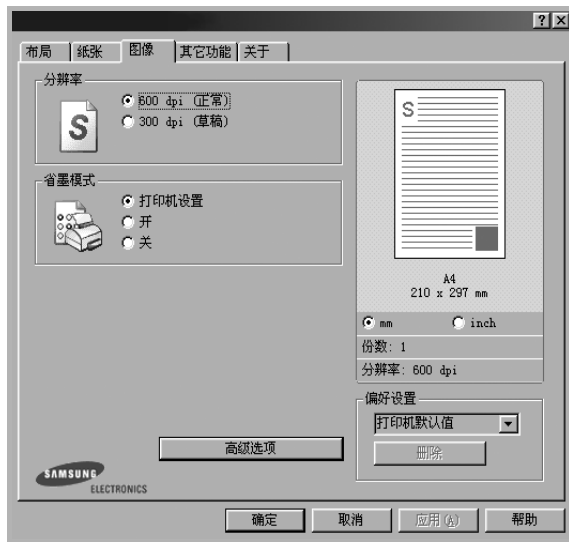 布局 纸张 图像 其它功能 关于
分辨率
600 dpi (正常)
300 dpi (草稿)
S
省墨模式
打印机设置
开
关
S
A4
210 x 297 mm
mm inch
份数: 1
分辨率: 600 dpi
偏好设置
打印机默认值
删除
高级选项
SAMSUNG
ELECTRONICS
确定 取消 应用(A) 帮助